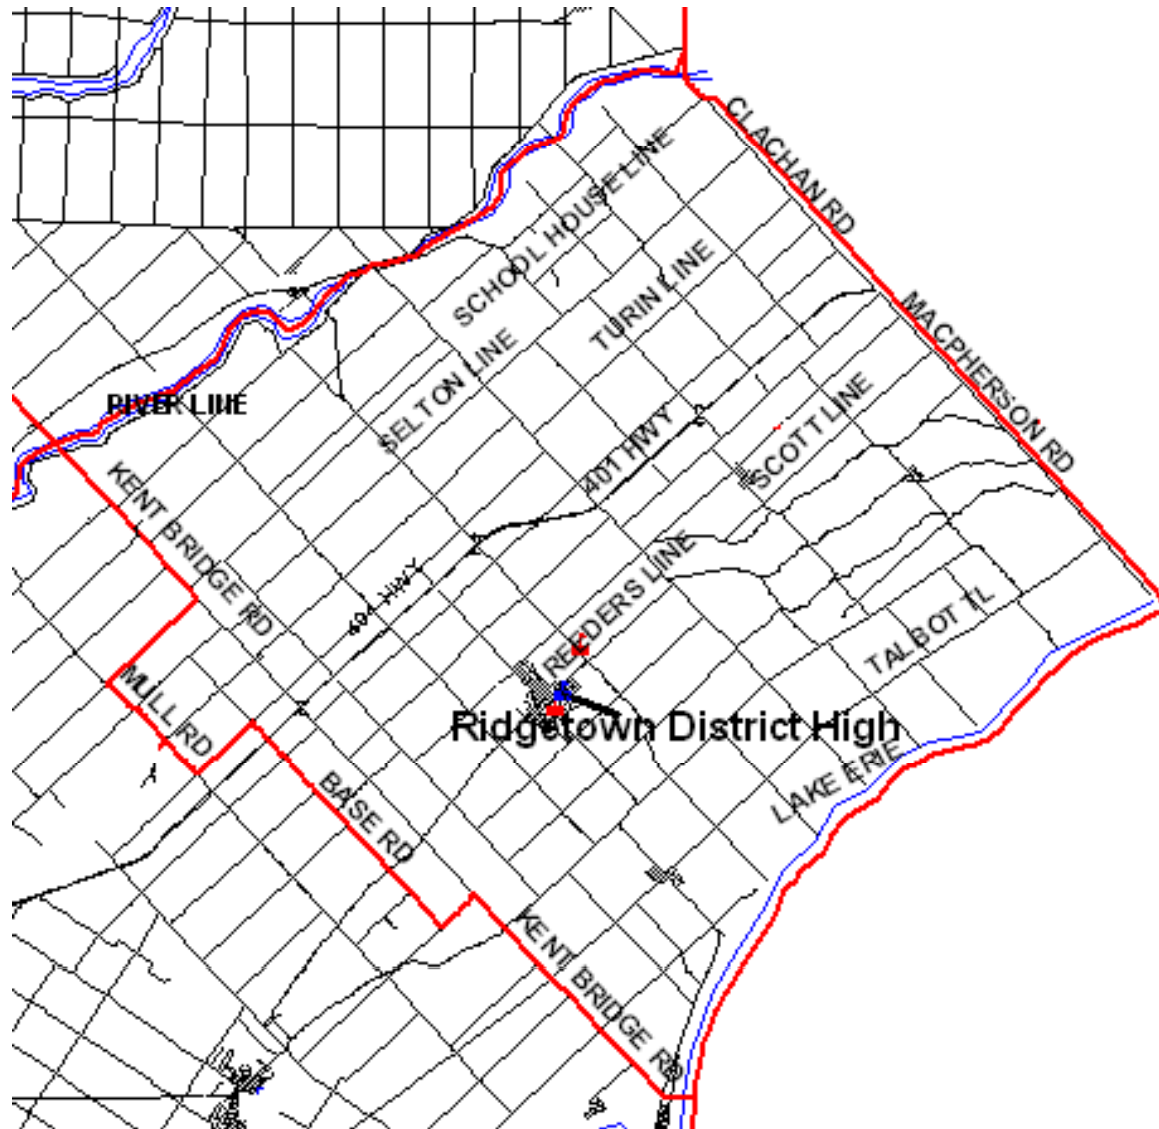 CLACHAN RD
SCHOOL HOUSE LINE
TURIN LINE
MACPHERSON RD
SELTON LINE
RIVER LINE
401 HWY
SCOTT LINE
KENT BRIDGE RD
REEDERS LINE
401 HWY
TALBOT TL
MULL RD
Ridgetown District High
LAKE ERIE
BASE RD
KENT BRIDGE RD